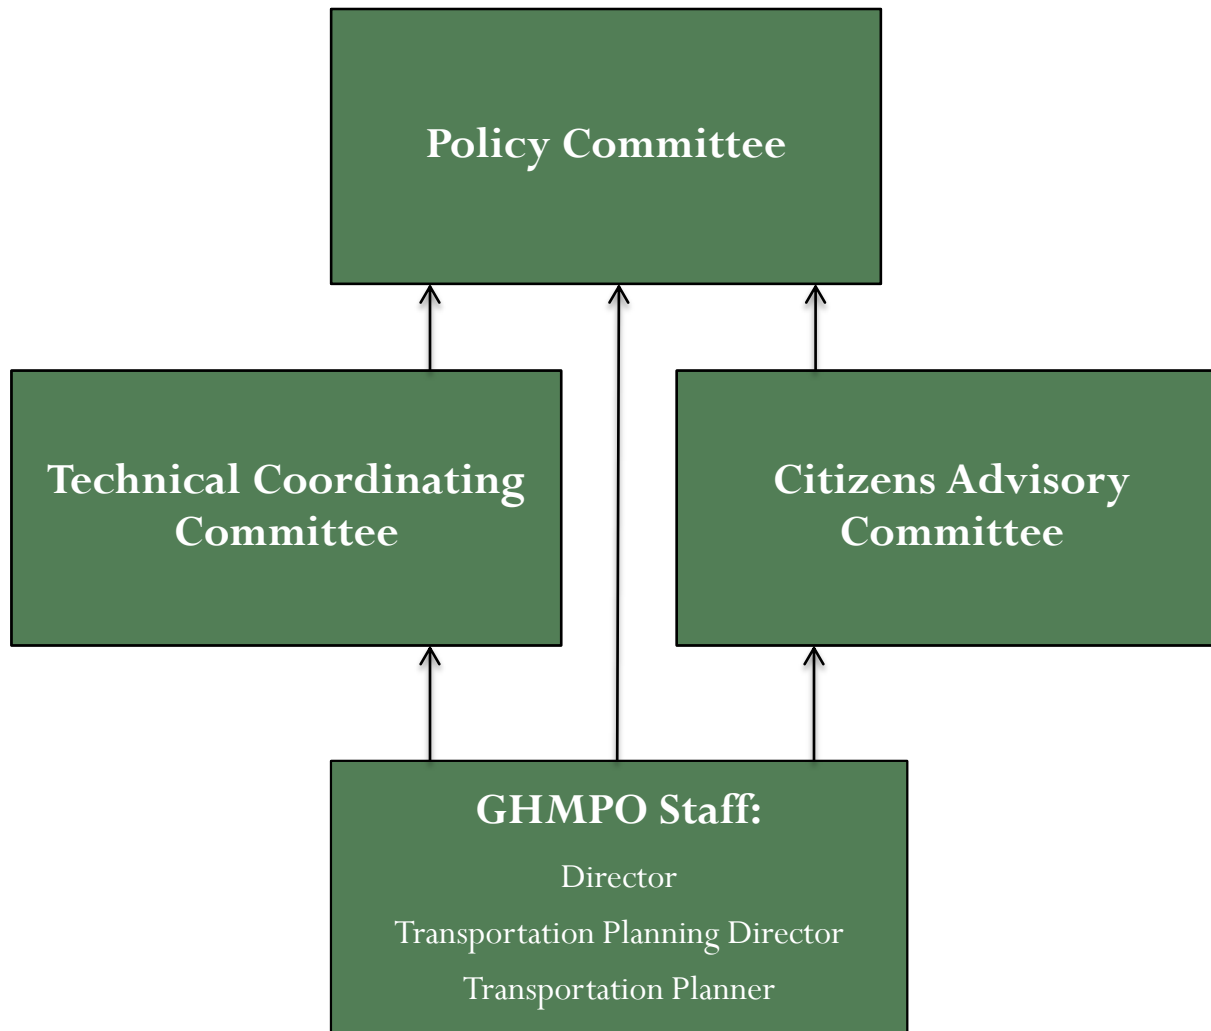 Policy Committee
Technical Coordinating
Committee
Citizens Advisory
Committee
GHMPO Staff:
Director
Transportation Planning Director
Transportation Planner